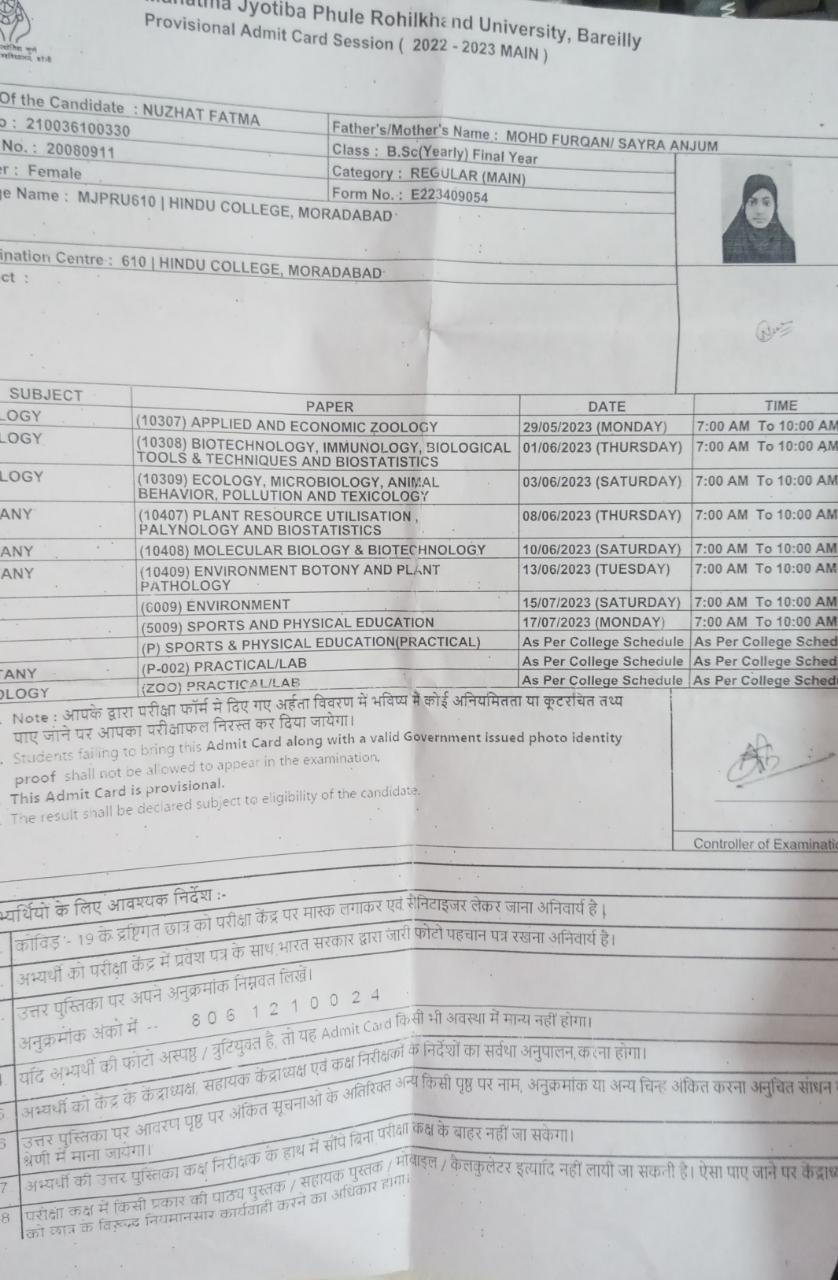 Jyotiba Phule Rohilkhand University, Bareilly
Provisional Admit Card Session ( 2022 - 2023 MAIN )
Of the Candidate : NUZHAT FATMA
: 210036100330
Father's/Mother's Name : MOHD FURQAN/ SAYRA ANJUM
No. : 20080911
Class : B.Sc(Yearly) Final Year
: Female
Category : REGULAR (MAIN)
Name : MJPRU610 | HINDU COLLEGE, MORADABAD
Form No. : E223409054
Centre : 610 | HINDU COLLEGE, MORADABAD
SUBJECT PAPER DATE TIME
LOGY (10307) APPLIED AND ECONOMIC ZOOLOGY 29/05/2023 (MONDAY) 7:00 AM To 10:00 AM
LOGY (10308) BIOTECHNOLOGY, IMMUNOLOGY, BIOLOGICAL 01/06/2023 (THURSDAY) 7:00 AM To 10:00 AM
TOOLS & TECHNIQUES AND BIOSTATISTICS
LOGY (10309) ECOLOGY, MICROBIOLOGY, ANIMAL 03/06/2023 (SATURDAY) 7:00 AM To 10:00 AM
BEHAVIOR, POLLUTION AND TEXICOLOGY
ANY (10407) PLANT RESOURCE UTILISATION , 08/06/2023 (THURSDAY) 7:00 AM To 10:00 AM
PALYNOLOGY AND BIOSTATISTICS
ANY (10408) MOLECULAR BIOLOGY & BIOTECHNOLOGY 10/06/2023 (SATURDAY) 7:00 AM To 10:00 AM
ANY (10409) ENVIRONMENT BOTONY AND PLANT 13/06/2023 (TUESDAY) 7:00 AM To 10:00 AM
PATHOLOGY
(6009) ENVIRONMENT 15/07/2023 (SATURDAY) 7:00 AM To 10:00 AM
(5009) SPORTS AND PHYSICAL EDUCATION 17/07/2023 (MONDAY) 7:00 AM To 10:00 AM
(P) SPORTS & PHYSICAL EDUCATION(PRACTICAL) As Per College Schedule As Per College Sched
TANY (P-002) PRACTICAL/LAB As Per College Schedule As Per College Sched
OLOGY (ZOO) PRACTICAL/LAB As Per College Schedule As Per College Sched
Note : आपके द्वारा परीक्षा फॉर्म में दिए गए अर्हता विवरण में भविष्य में कोई अनियमितता या कूटरचित तथ्य
पाए जाने पर आपका परीक्षाफल निरस्त कर दिया जायेगा।
Students failing to bring this Admit Card along with a valid Government issued photo identity
proof shall not be allowed to appear in the examination.
This Admit Card is provisional.
The result shall be declared subject to eligibility of the candidate.
Controller of Examinatio
भ्यर्थियों के लिए आवश्यक निर्देश :-
कोविड़ - 19 के द्रष्टिगत छात्र को परीक्षा केंद्र पर मास्क लगाकर एवं सैनिटाइजर लेकर जाना अनिवार्य है |
अभ्यर्थी को परीक्षा केंद्र में प्रवेश पत्र के साथ भारत सरकार द्वारा जारी फोटो पहचान पत्र रखना अनिवार्य है।
उत्तर पुस्तिका पर अपने अनुक्रमांक निम्नवत लिखें।
अनुक्रमांक अंको में -- 8 0 6 1 2 1 0 0 2 4
यदि अभ्यर्थी की फोटो अस्पष्ठ / त्रुटियुक्त है, तो यह Admit Card किसी भी अवस्था में मान्य नहीं होगा।
5 अभ्यर्थी को केंद्र के केंद्राध्यक्ष, सहायक केंद्राध्यक्ष एवं कक्ष निरीक्षकों के निर्देशों का सर्वथा अनुपालन करना होगा।
6 उत्तर पुस्तिका पर आवरण पृष्ठ पर अंकित सूचनाओ के अतिरिक्त अन्य किसी पृष्ठ पर नाम, अनुक्रमांक या अन्य चिन्ह अंकित करना अनुचित साधन
श्रेणी में माना जायेगा।
7 अभ्यर्थी की उत्तर पुस्तिका कक्ष निरीक्षक के हाथ में सौंपे बिना परीक्षा कक्ष के बाहर नहीं जा सकेगा।
8 परीक्षा कक्ष में किसी प्रकार की पाठ्य पुस्तक / सहायक पुस्तक / मोबाइल / कैलकुलेटर इत्यादि नहीं लायी जा सकती है। ऐसा पाए जाने पर केंद्राध्य
को छात्र के विरूद्ध नियमानसार कार्यवाही करने का अधिकार होगा।